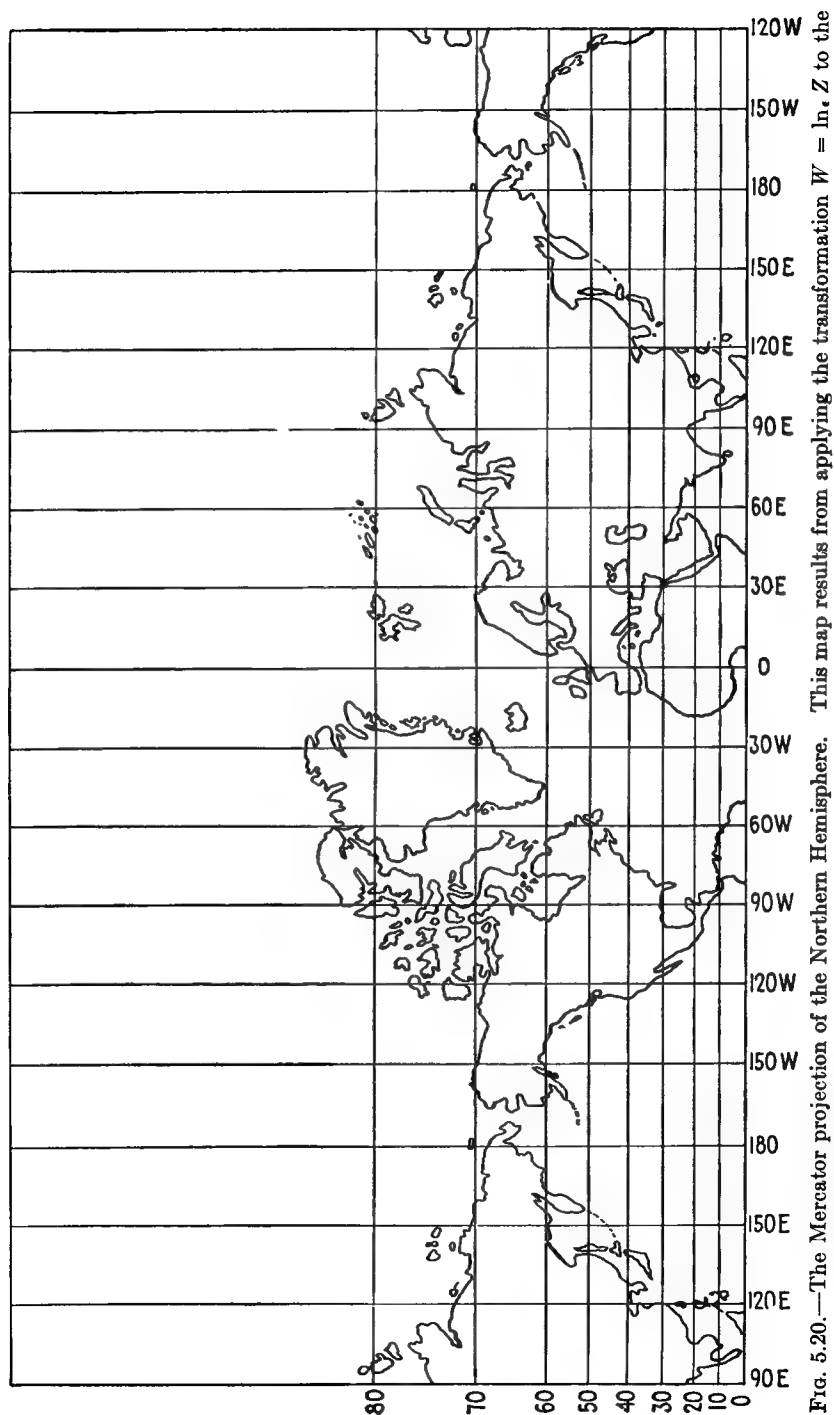 80
70
60
50
40
30
20
10
0
90E
120E
150E
180
150W
120W
90W
60W
30W
0
30E
60E
90E
120E
150E
180
150W
120W
FIG. 5.20.—The Mercator projection of the Northern Hemisphere. This map results from applying the transformation W = lnₑ Z to the